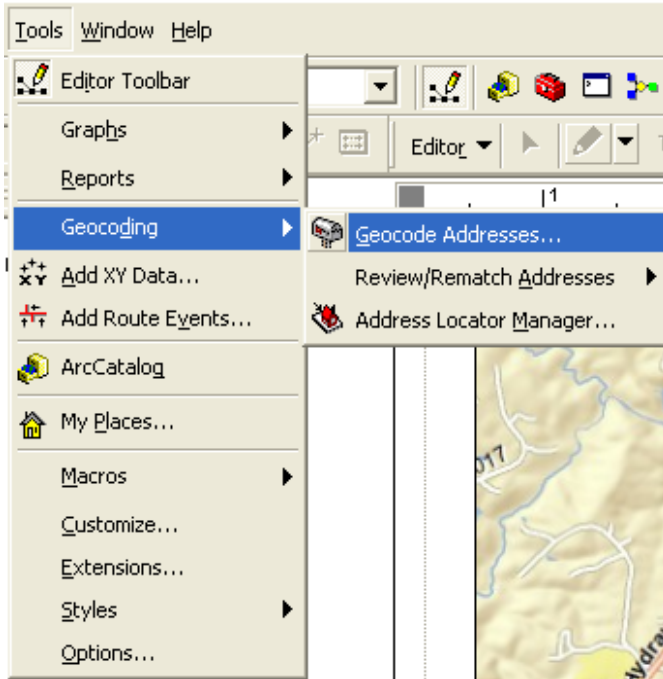 Tools Window Help
Editor Toolbar
Graphs
Editor
Reports
1
Geocoding
Geocode Addresses...
Add XY Data...
Review/Rematch Addresses
Add Route Events...
Address Locator Manager...
ArcCatalog
My Places...
017
Macros
Customize...
Extensions...
Styles
Options...